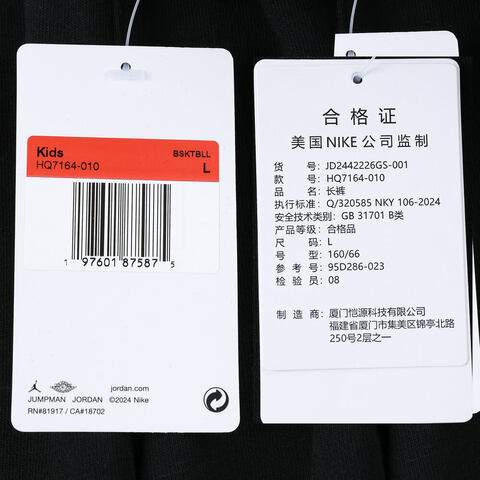 Kids
BSKTBLL
HQ7164-010
L
1 97601 87587 5
JUMPMAN JORDAN
jordan.com
©2024 Nike
RN#81917 / CA#18702
合格证
美国NIKE公司监制
货 号: JD2442226GS-001
款 号: HQ7164-010
品 名: 长裤
执行标准: Q/320585 NKY 106-2024
安全技术类别: GB 31701 B类
产品等级: 合格品
尺 码: L
号 型: 160/66
参 考 号: 95D286-023
检 验 员: 08
制 造 商: 厦门恺源科技有限公司
福建省厦门市集美区锦亭北路
250号2层之一